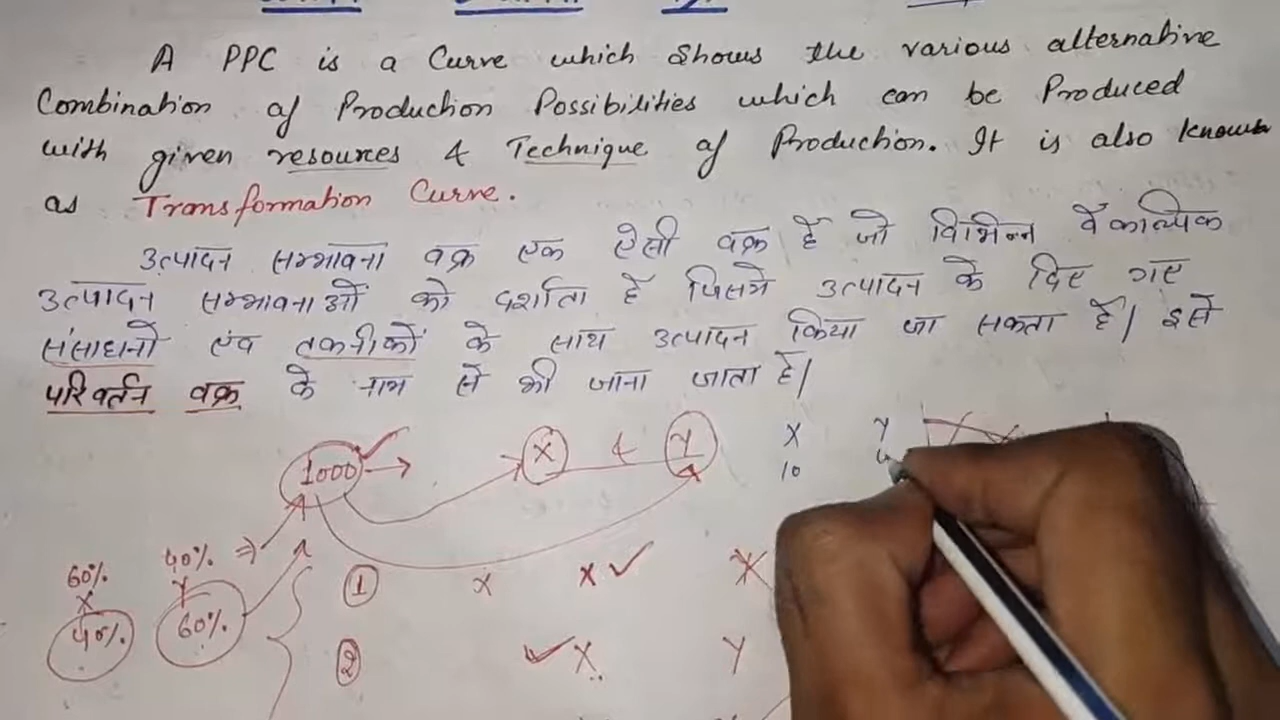 A PPC is a Curve which Shows the various alternative
Combination of Production Possibilities which can be Produced
with given resources & Technique of Production. It is also known
as Transformation Curve.
उत्पादन सम्भावना वक्र एक ऐसी वक्र है जो विभिन्न वैकल्पिक
उत्पादन सम्भावनाओं को दर्शाता है जिसमे उत्पादन के दिए गए
संसाधनो एंव तकनीकों के साथ उत्पादन किया जा सकता है। इसे
परिवर्तन वक्र के नाम से भी जाना जाता है।
1000 → X & Y
X Y
10
60% 40% ⇒
X Y
40% 60%
① X X ✓ X
② ✓ X Y